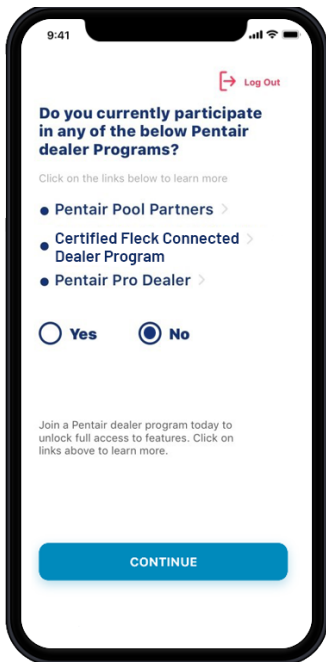 9:41
Log Out
Do you currently participate
in any of the below Pentair
dealer Programs?
Click on the links below to learn more
Pentair Pool Partners
Certified Fleck Connected
Dealer Program
Pentair Pro Dealer
Yes No
Join a Pentair dealer program today to
unlock full access to features. Click on
links above to learn more.
CONTINUE